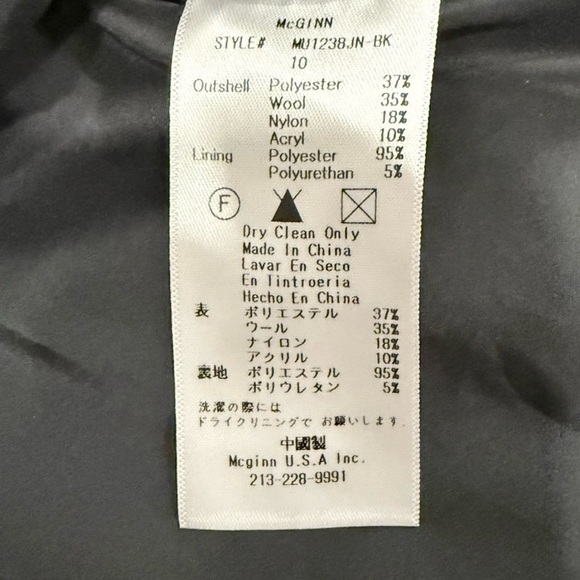 McGINN
STYLE# MU1238JN-BK
10
Outshell Polyester 37%
Wool 35%
Nylon 18%
Acryl 10%
Lining Polyester 95%
Polyurethan 5%
F
Dry Clean Only
Made In China
Lavar En Seco
En Tintroeria
Hecho En China
表 ポリエステル 37%
ウール 35%
ナイロン 18%
アクリル 10%
裏地 ポリエステル 95%
ポリウレタン 5%
洗濯の際には
ドライクリニングで お願いします.
中國製
Mcginn U.S.A Inc.
213-228-9991